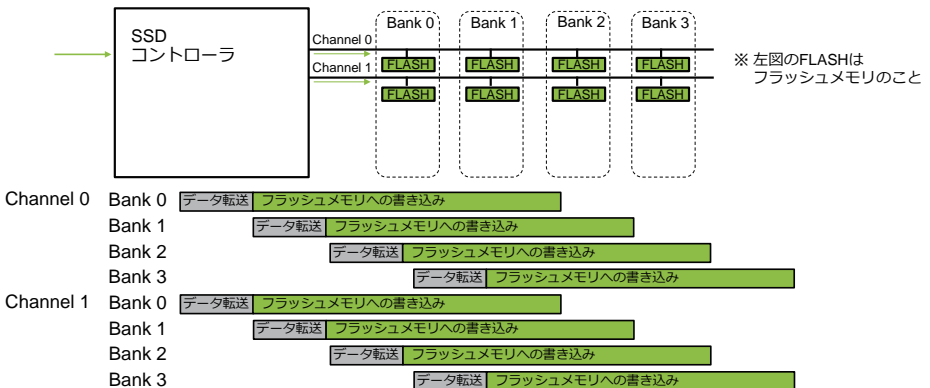 SSD
コントローラ
Channel 0
Channel 1
Bank 0
Bank 1
Bank 2
Bank 3
FLASH FLASH FLASH FLASH
FLASH FLASH FLASH FLASH
※ 左図のFLASHは
フラッシュメモリのこと
Channel 0 Bank 0 データ転送 フラッシュメモリへの書き込み
Bank 1 データ転送 フラッシュメモリへの書き込み
Bank 2 データ転送 フラッシュメモリへの書き込み
Bank 3 データ転送 フラッシュメモリへの書き込み
Channel 1 Bank 0 データ転送 フラッシュメモリへの書き込み
Bank 1 データ転送 フラッシュメモリへの書き込み
Bank 2 データ転送 フラッシュメモリへの書き込み
Bank 3 データ転送 フラッシュメモリへの書き込み